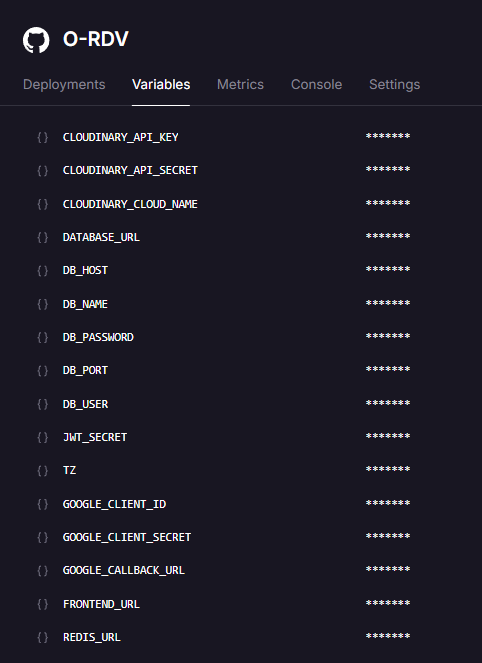 O-RDV
Deployments Variables Metrics Console Settings
{} CLOUDINARY_API_KEY *******
{} CLOUDINARY_API_SECRET *******
{} CLOUDINARY_CLOUD_NAME *******
{} DATABASE_URL *******
{} DB_HOST *******
{} DB_NAME *******
{} DB_PASSWORD *******
{} DB_PORT *******
{} DB_USER *******
{} JWT_SECRET *******
{} TZ *******
{} GOOGLE_CLIENT_ID *******
{} GOOGLE_CLIENT_SECRET *******
{} GOOGLE_CALLBACK_URL *******
{} FRONTEND_URL *******
{} REDIS_URL *******